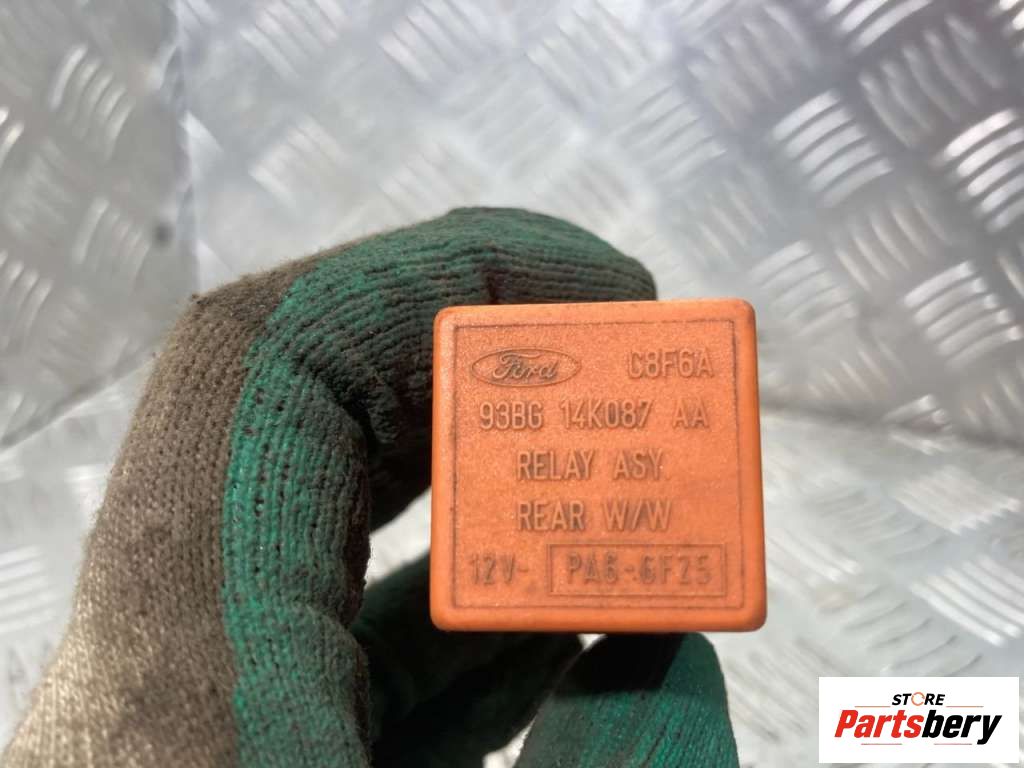 Ford C8F6A
93BG 14K087 AA
RELAY ASY
REAR W/W
12V- PA6-GF25
STORE
Partsbery